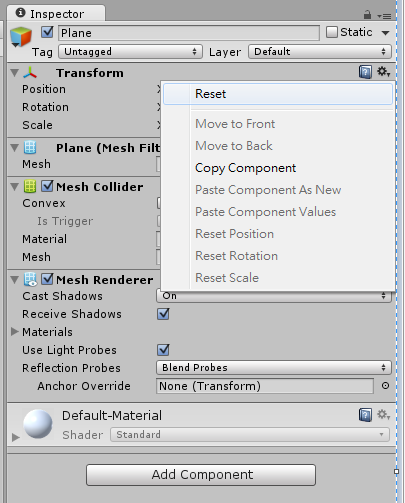 Inspector
Plane
Static
Tag Untagged Layer Default
Transform
Position
Rotation
Scale
Reset
Move to Front
Move to Back
Copy Component
Paste Component As New
Paste Component Values
Reset Position
Reset Rotation
Reset Scale
Plane (Mesh Filt
Mesh
Mesh Collider
Convex
Is Trigger
Material
Mesh
Mesh Renderer
Cast Shadows On
Receive Shadows
Materials
Use Light Probes
Reflection Probes Blend Probes
Anchor Override None (Transform)
Default-Material
Shader Standard
Add Component